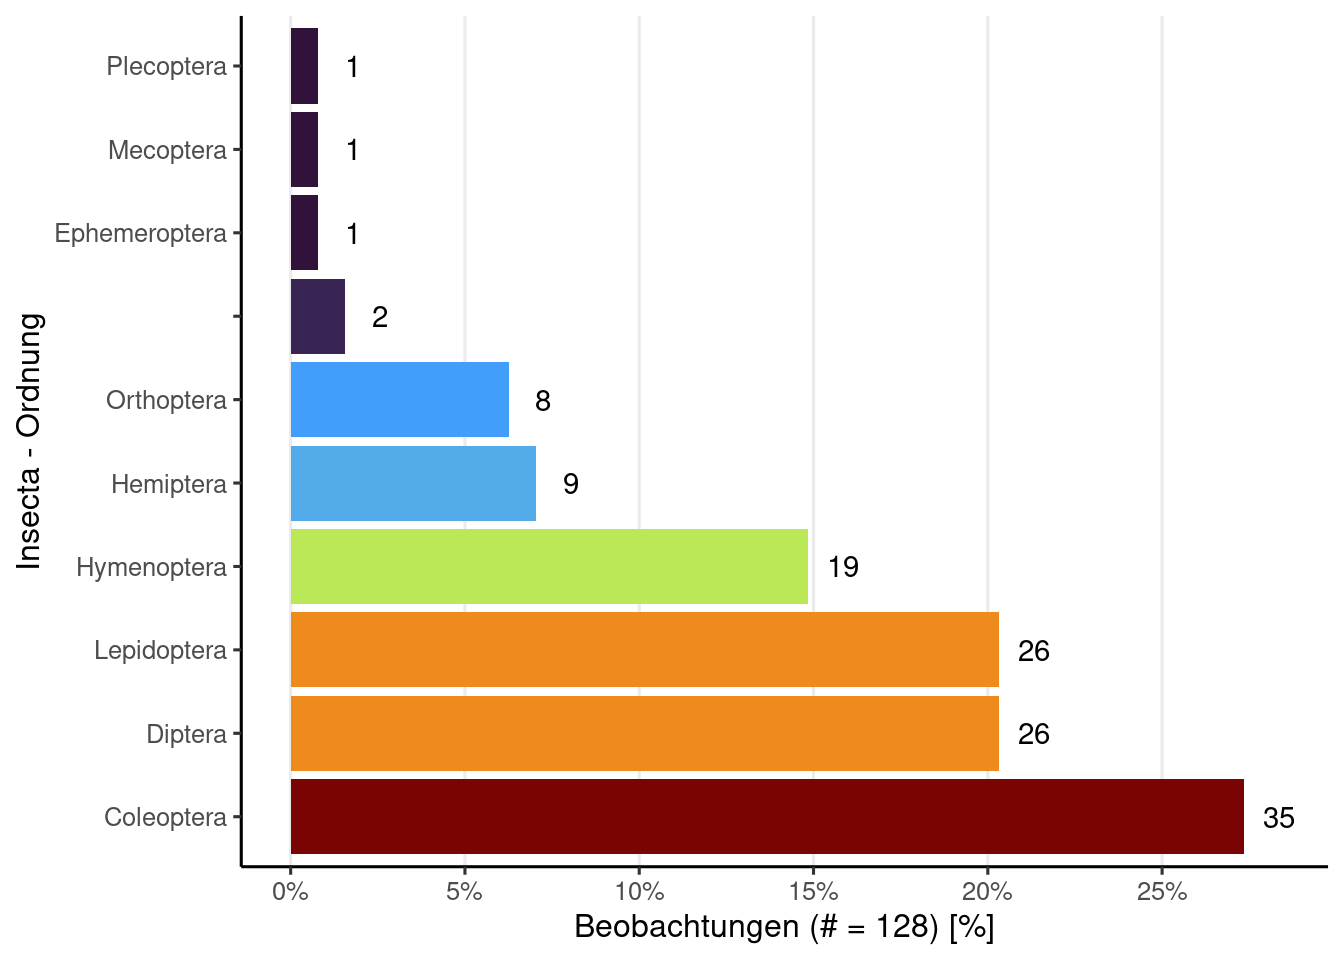 Plecoptera 1
Mecoptera 1
Ephemeroptera 1
2
Orthoptera 8
Hemiptera 9
Hymenoptera 19
Lepidoptera 26
Diptera 26
Coleoptera 35
Insecta - Ordnung
0% 5% 10% 15% 20% 25%
Beobachtungen (# = 128) [%]